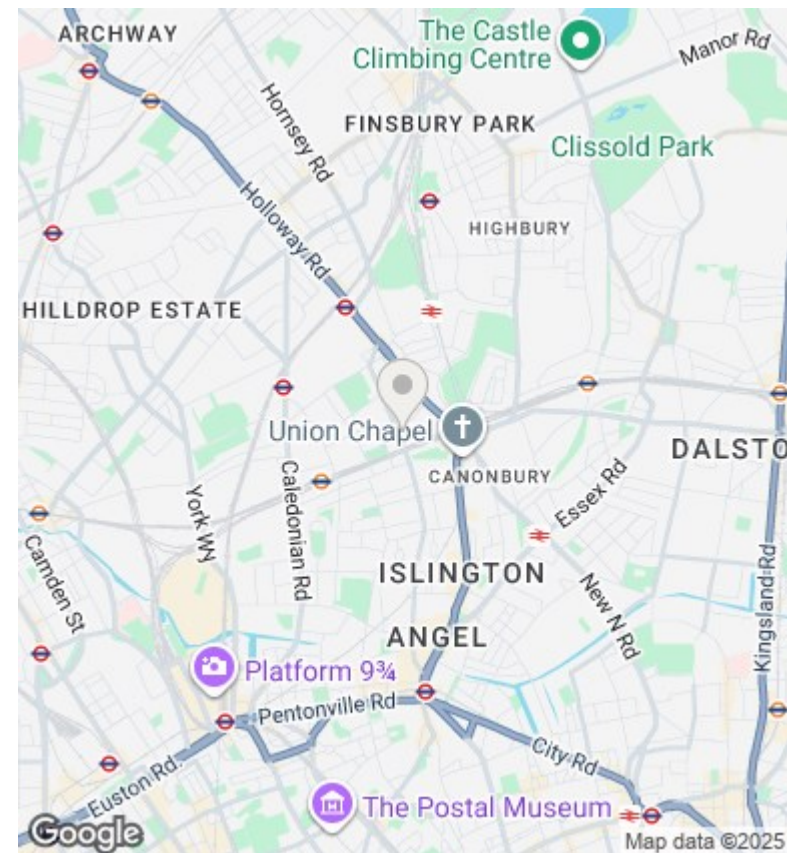 ARCHWAY
The Castle
Climbing Centre
Manor Rd
Hornsey Rd
FINSBURY PARK
Clissold Park
Holloway Rd
HIGHBURY
HILLDROP ESTATE
Union Chapel
DALSTO
CANONBURY
Essex Rd
York Wy
Caledonian Rd
Camden St
ISLINGTON
New N Rd
Kingsland Rd
ANGEL
Platform 9¾
Pentonville Rd
City Rd
Euston Rd
The Postal Museum
Google
Map data ©2025